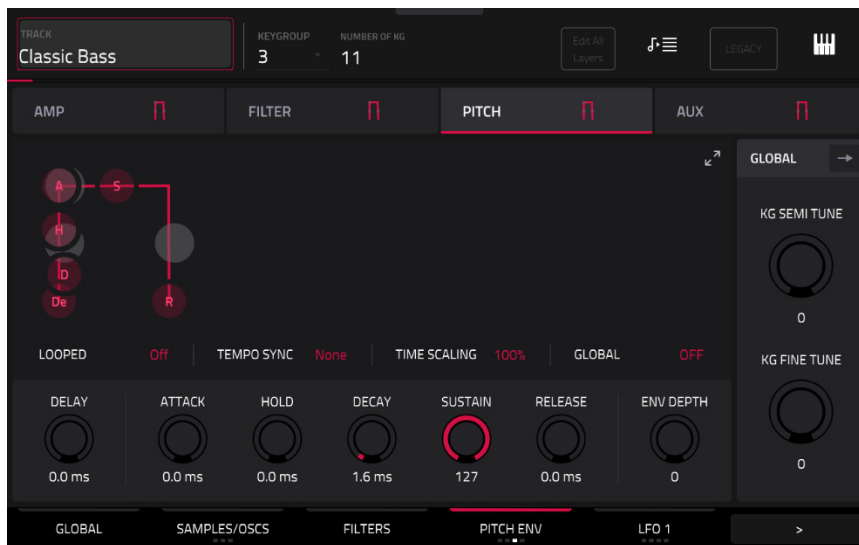 TRACK
Classic Bass
KEYGROUP
3
NUMBER OF KG
11
Edit All
Layers
LEGACY
AMP
FILTER
PITCH
AUX
A
S
H
D
De
R
GLOBAL
KG SEMI TUNE
0
KG FINE TUNE
0
LOOPED Off TEMPO SYNC None TIME SCALING 100% GLOBAL OFF
DELAY ATTACK HOLD DECAY SUSTAIN RELEASE ENV DEPTH
0.0 ms 0.0 ms 0.0 ms 1.6 ms 127 0.0 ms 0
GLOBAL SAMPLES/OSCS FILTERS PITCH ENV LFO 1 >